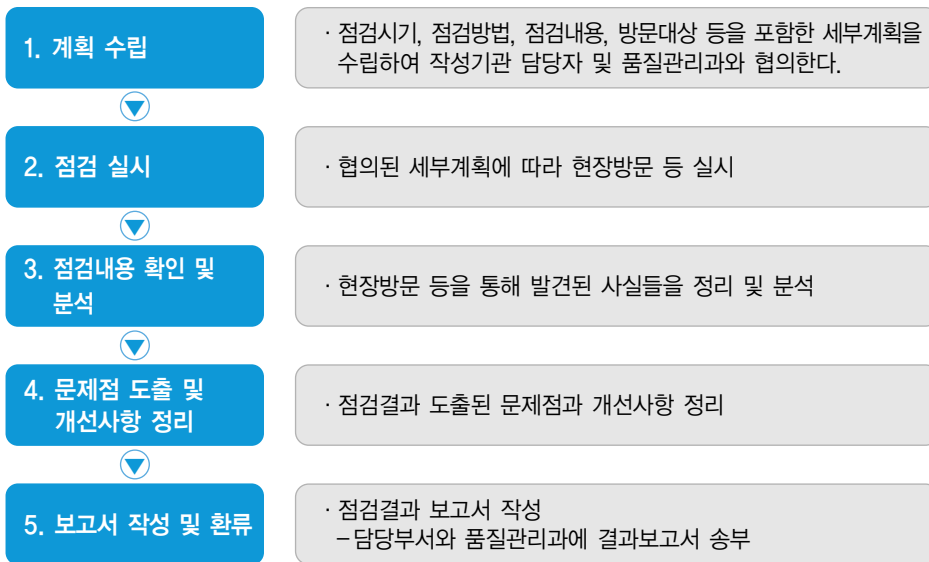 1. 계획 수립
· 점검시기, 점검방법, 점검내용, 방문대상 등을 포함한 세부계획을
수립하여 작성기관 담당자 및 품질관리과와 협의한다.
2. 점검 실시
· 협의된 세부계획에 따라 현장방문 등 실시
3. 점검내용 확인 및
분석
· 현장방문 등을 통해 발견된 사실들을 정리 및 분석
4. 문제점 도출 및
개선사항 정리
· 점검결과 도출된 문제점과 개선사항 정리
5. 보고서 작성 및 환류
· 점검결과 보고서 작성
–담당부서와 품질관리과에 결과보고서 송부